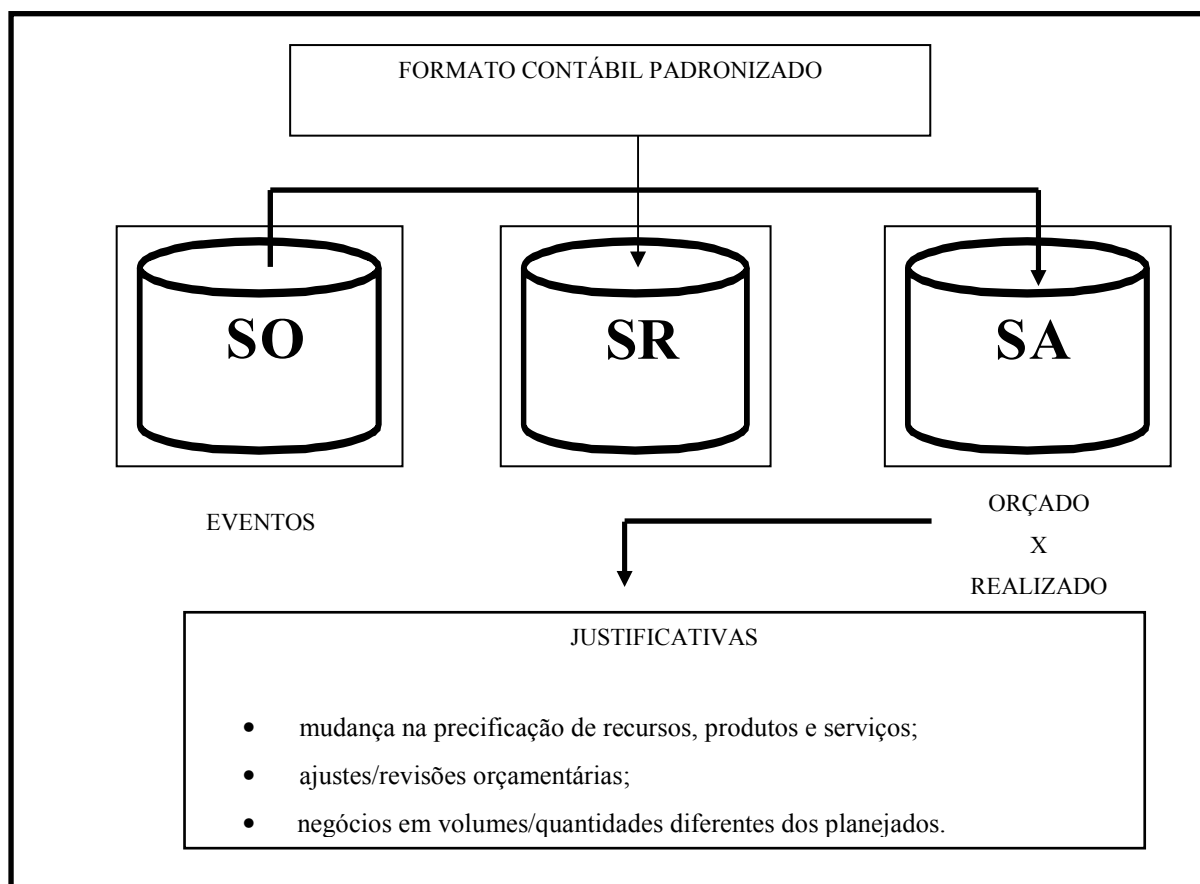 FORMATO CONTÁBIL PADRONIZADO
SO
SR
SA
EVENTOS
ORÇADO
X
REALIZADO
JUSTIFICATIVAS
• mudança na precificação de recursos, produtos e serviços;
• ajustes/revisões orçamentárias;
• negócios em volumes/quantidades diferentes dos planejados.